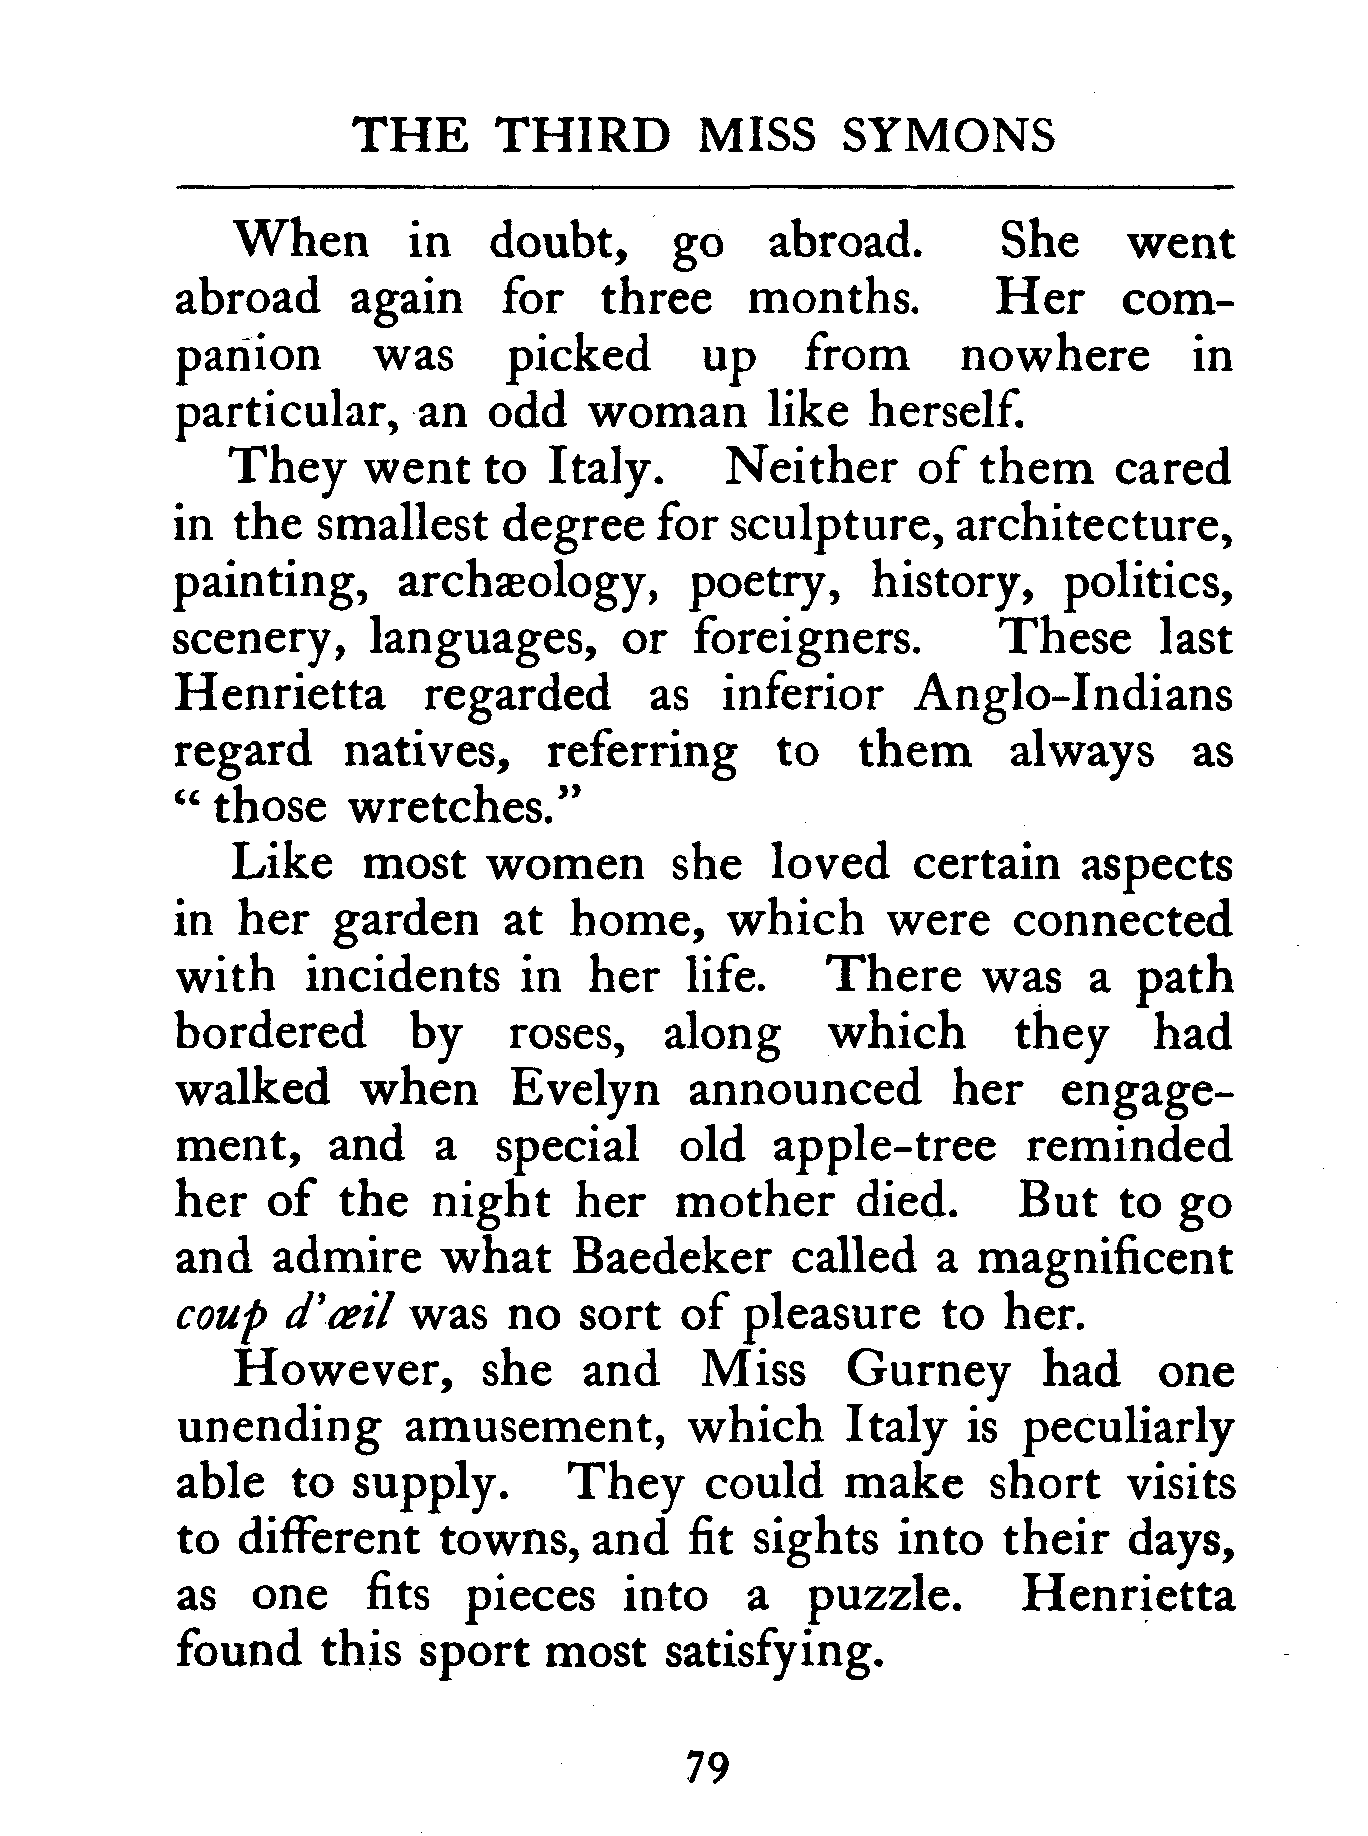 THE THIRD MISS SYMONS
When in doubt, go abroad. She went
abroad again for three months. Her com-
panion was picked up from nowhere in
particular, an odd woman like herself.
They went to Italy. Neither of them cared
in the smallest degree for sculpture, architecture,
painting, archæology, poetry, history, politics,
scenery, languages, or foreigners. These last
Henrietta regarded as inferior Anglo-Indians
regard natives, referring to them always as
“ those wretches.”
Like most women she loved certain aspects
in her garden at home, which were connected
with incidents in her life. There was a path
bordered by roses, along which they had
walked when Evelyn announced her engage-
ment, and a special old apple-tree reminded
her of the night her mother died. But to go
and admire what Baedeker called a magnificent
coup d'œil was no sort of pleasure to her.
However, she and Miss Gurney had one
unending amusement, which Italy is peculiarly
able to supply. They could make short visits
to different towns, and fit sights into their days,
as one fits pieces into a puzzle. Henrietta
found this sport most satisfying.
79